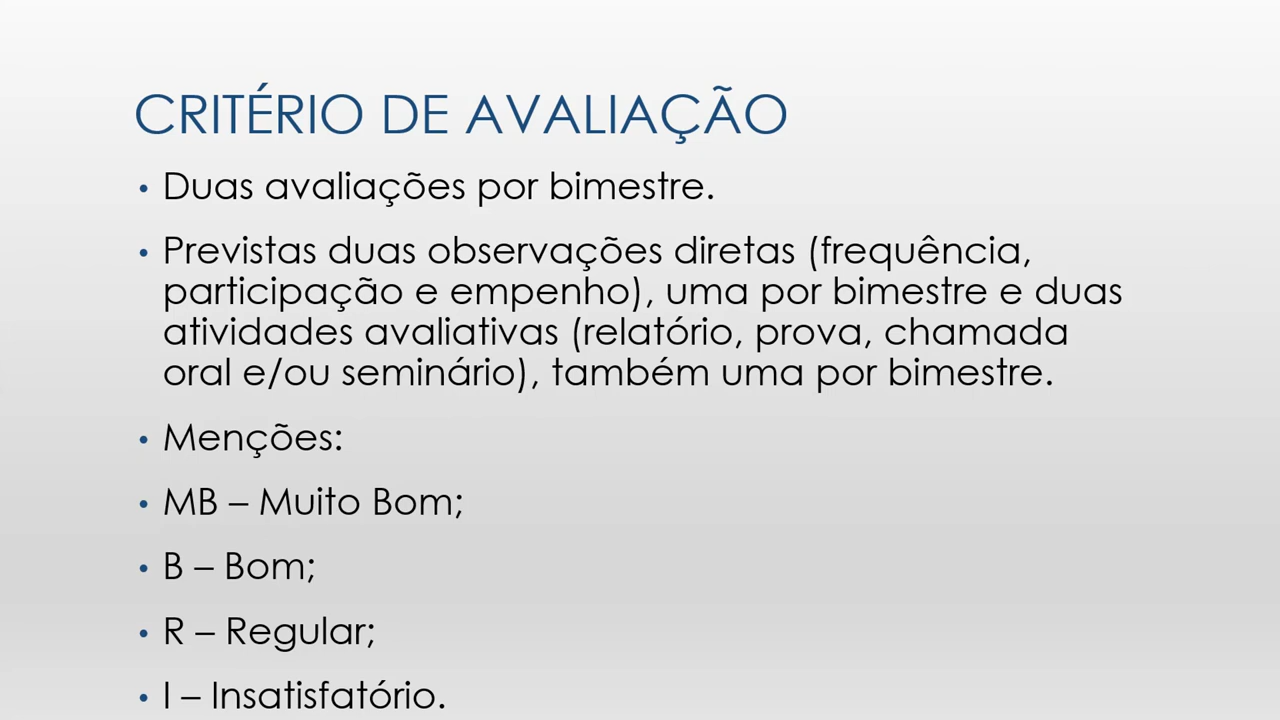 CRITÉRIO DE AVALIAÇÃO
• Duas avaliações por bimestre.
• Previstas duas observações diretas (frequência,
participação e empenho), uma por bimestre e duas
atividades avaliativas (relatório, prova, chamada
oral e/ou seminário), também uma por bimestre.
• Menções:
• MB – Muito Bom;
• B – Bom;
• R – Regular;
• I – Insatisfatório.